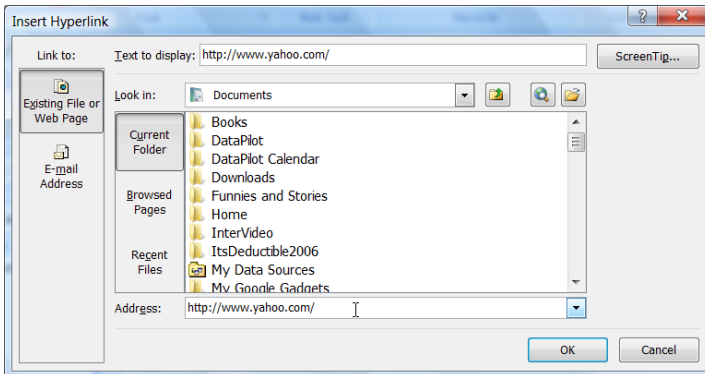 Insert Hyperlink
Link to:
Text to display: http://www.yahoo.com/
ScreenTip...
Existing File or
Web Page
E-mail
Address
Look in: Documents
Current
Folder
Browsed
Pages
Recent
Files
Books
DataPilot
DataPilot Calendar
Downloads
Funnies and Stories
Home
InterVideo
ItsDeductible2006
My Data Sources
My Google Gadgets
Address: http://www.yahoo.com/
OK Cancel